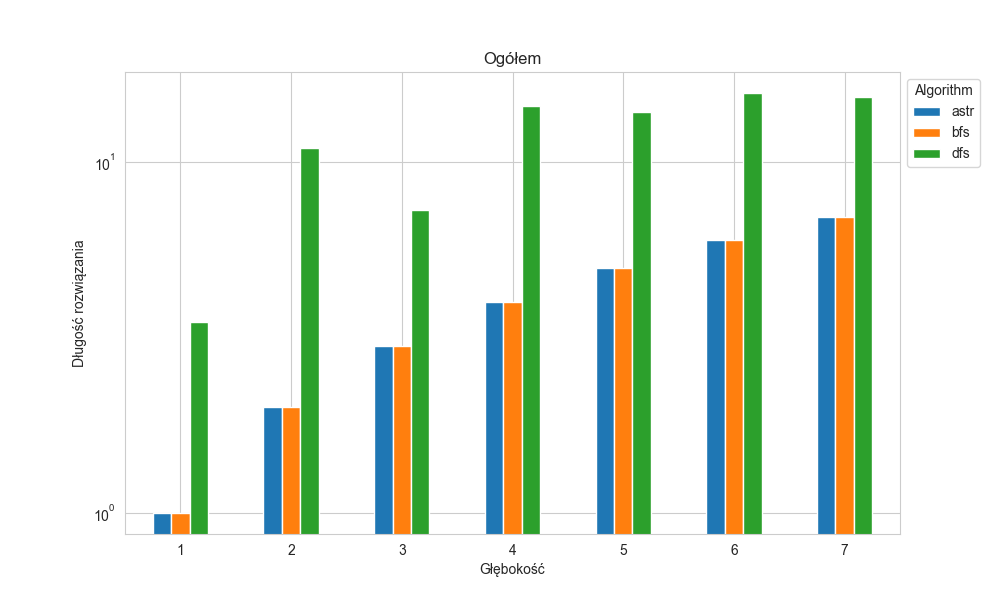 Ogółem
Algorithm
astr
bfs
dfs
Długość rozwiązania
10¹
10⁰
1 2 3 4 5 6 7
Głębokość